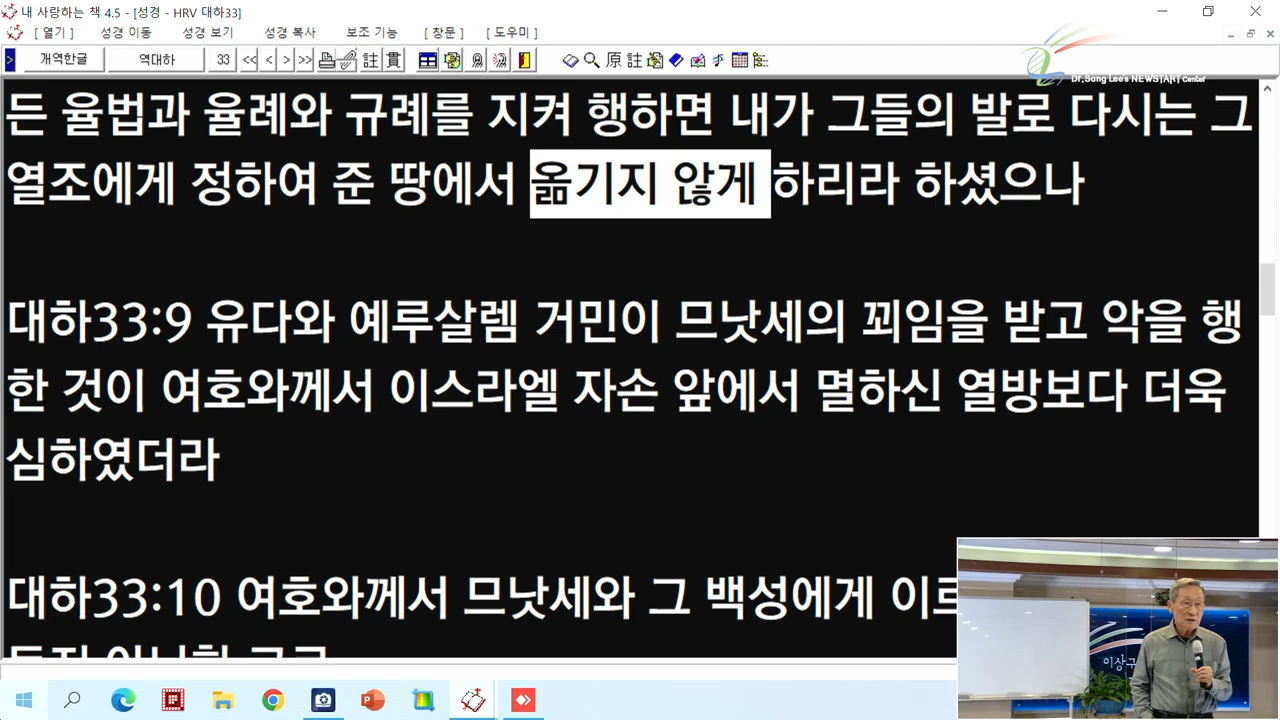 내 사랑하는 책 4.5 - [성경 - HRV 대하33]
[ 열기 ] 성경 이동 성경 보기 성경 복사 보조 기능 [ 창문 ] [ 도우미 ]
개역한글 역대하 33 << < > >> 註 貫 原 註
Dr.Sang Lee's NEWSTART Center
든 율법과 율례와 규례를 지켜 행하면 내가 그들의 발로 다시는 그
열조에게 정하여 준 땅에서 옮기지 않게 하리라 하셨으나
대하33:9 유다와 예루살렘 거민이 므낫세의 꾀임을 받고 악을 행
한 것이 여호와께서 이스라엘 자손 앞에서 멸하신 열방보다 더욱
심하였더라
대하33:10 여호와께서 므낫세와 그 백성에게 이르
이상구